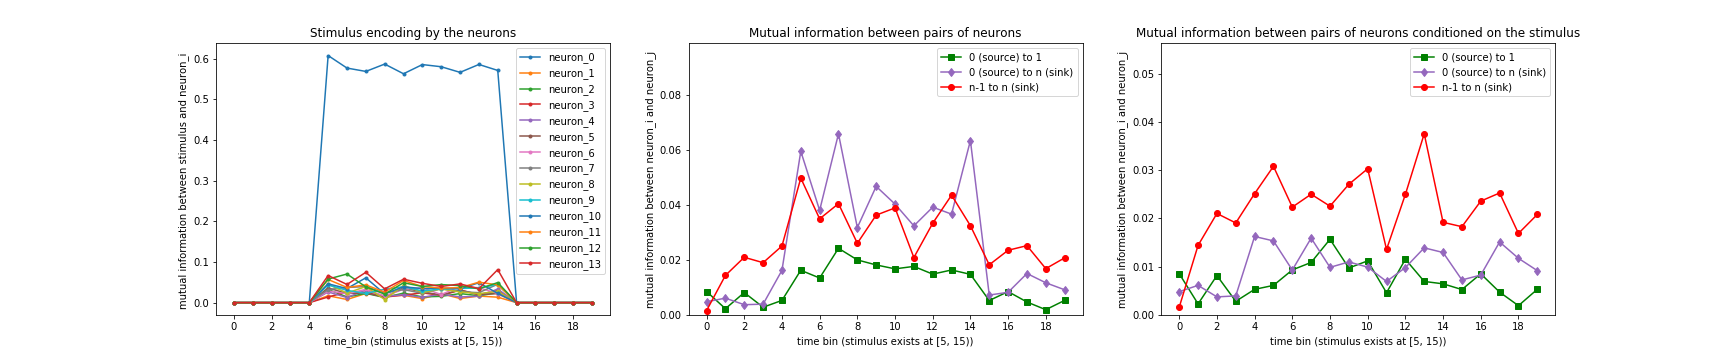 Stimulus encoding by the neurons
mutual information between stimulus and neuron_i
0.6
0.5
0.4
0.3
0.2
0.1
0.0
0 2 4 6 8 10 12 14 16 18
time_bin (stimulus exists at [5, 15))
neuron_0
neuron_1
neuron_2
neuron_3
neuron_4
neuron_5
neuron_6
neuron_7
neuron_8
neuron_9
neuron_10
neuron_11
neuron_12
neuron_13
Mutual information between pairs of neurons
mutual information between neuron_i and neuron_j
0.08
0.06
0.04
0.02
0.00
0 2 4 6 8 10 12 14 16 18
time bin (stimulus exists at [5, 15))
0 (source) to 1
0 (source) to n (sink)
n-1 to n (sink)
Mutual information between pairs of neurons conditioned on the stimulus
mutual information between neuron_i and neuron_j
0.05
0.04
0.03
0.02
0.01
0.00
0 2 4 6 8 10 12 14 16 18
time bin (stimulus exists at [5, 15))
0 (source) to 1
0 (source) to n (sink)
n-1 to n (sink)